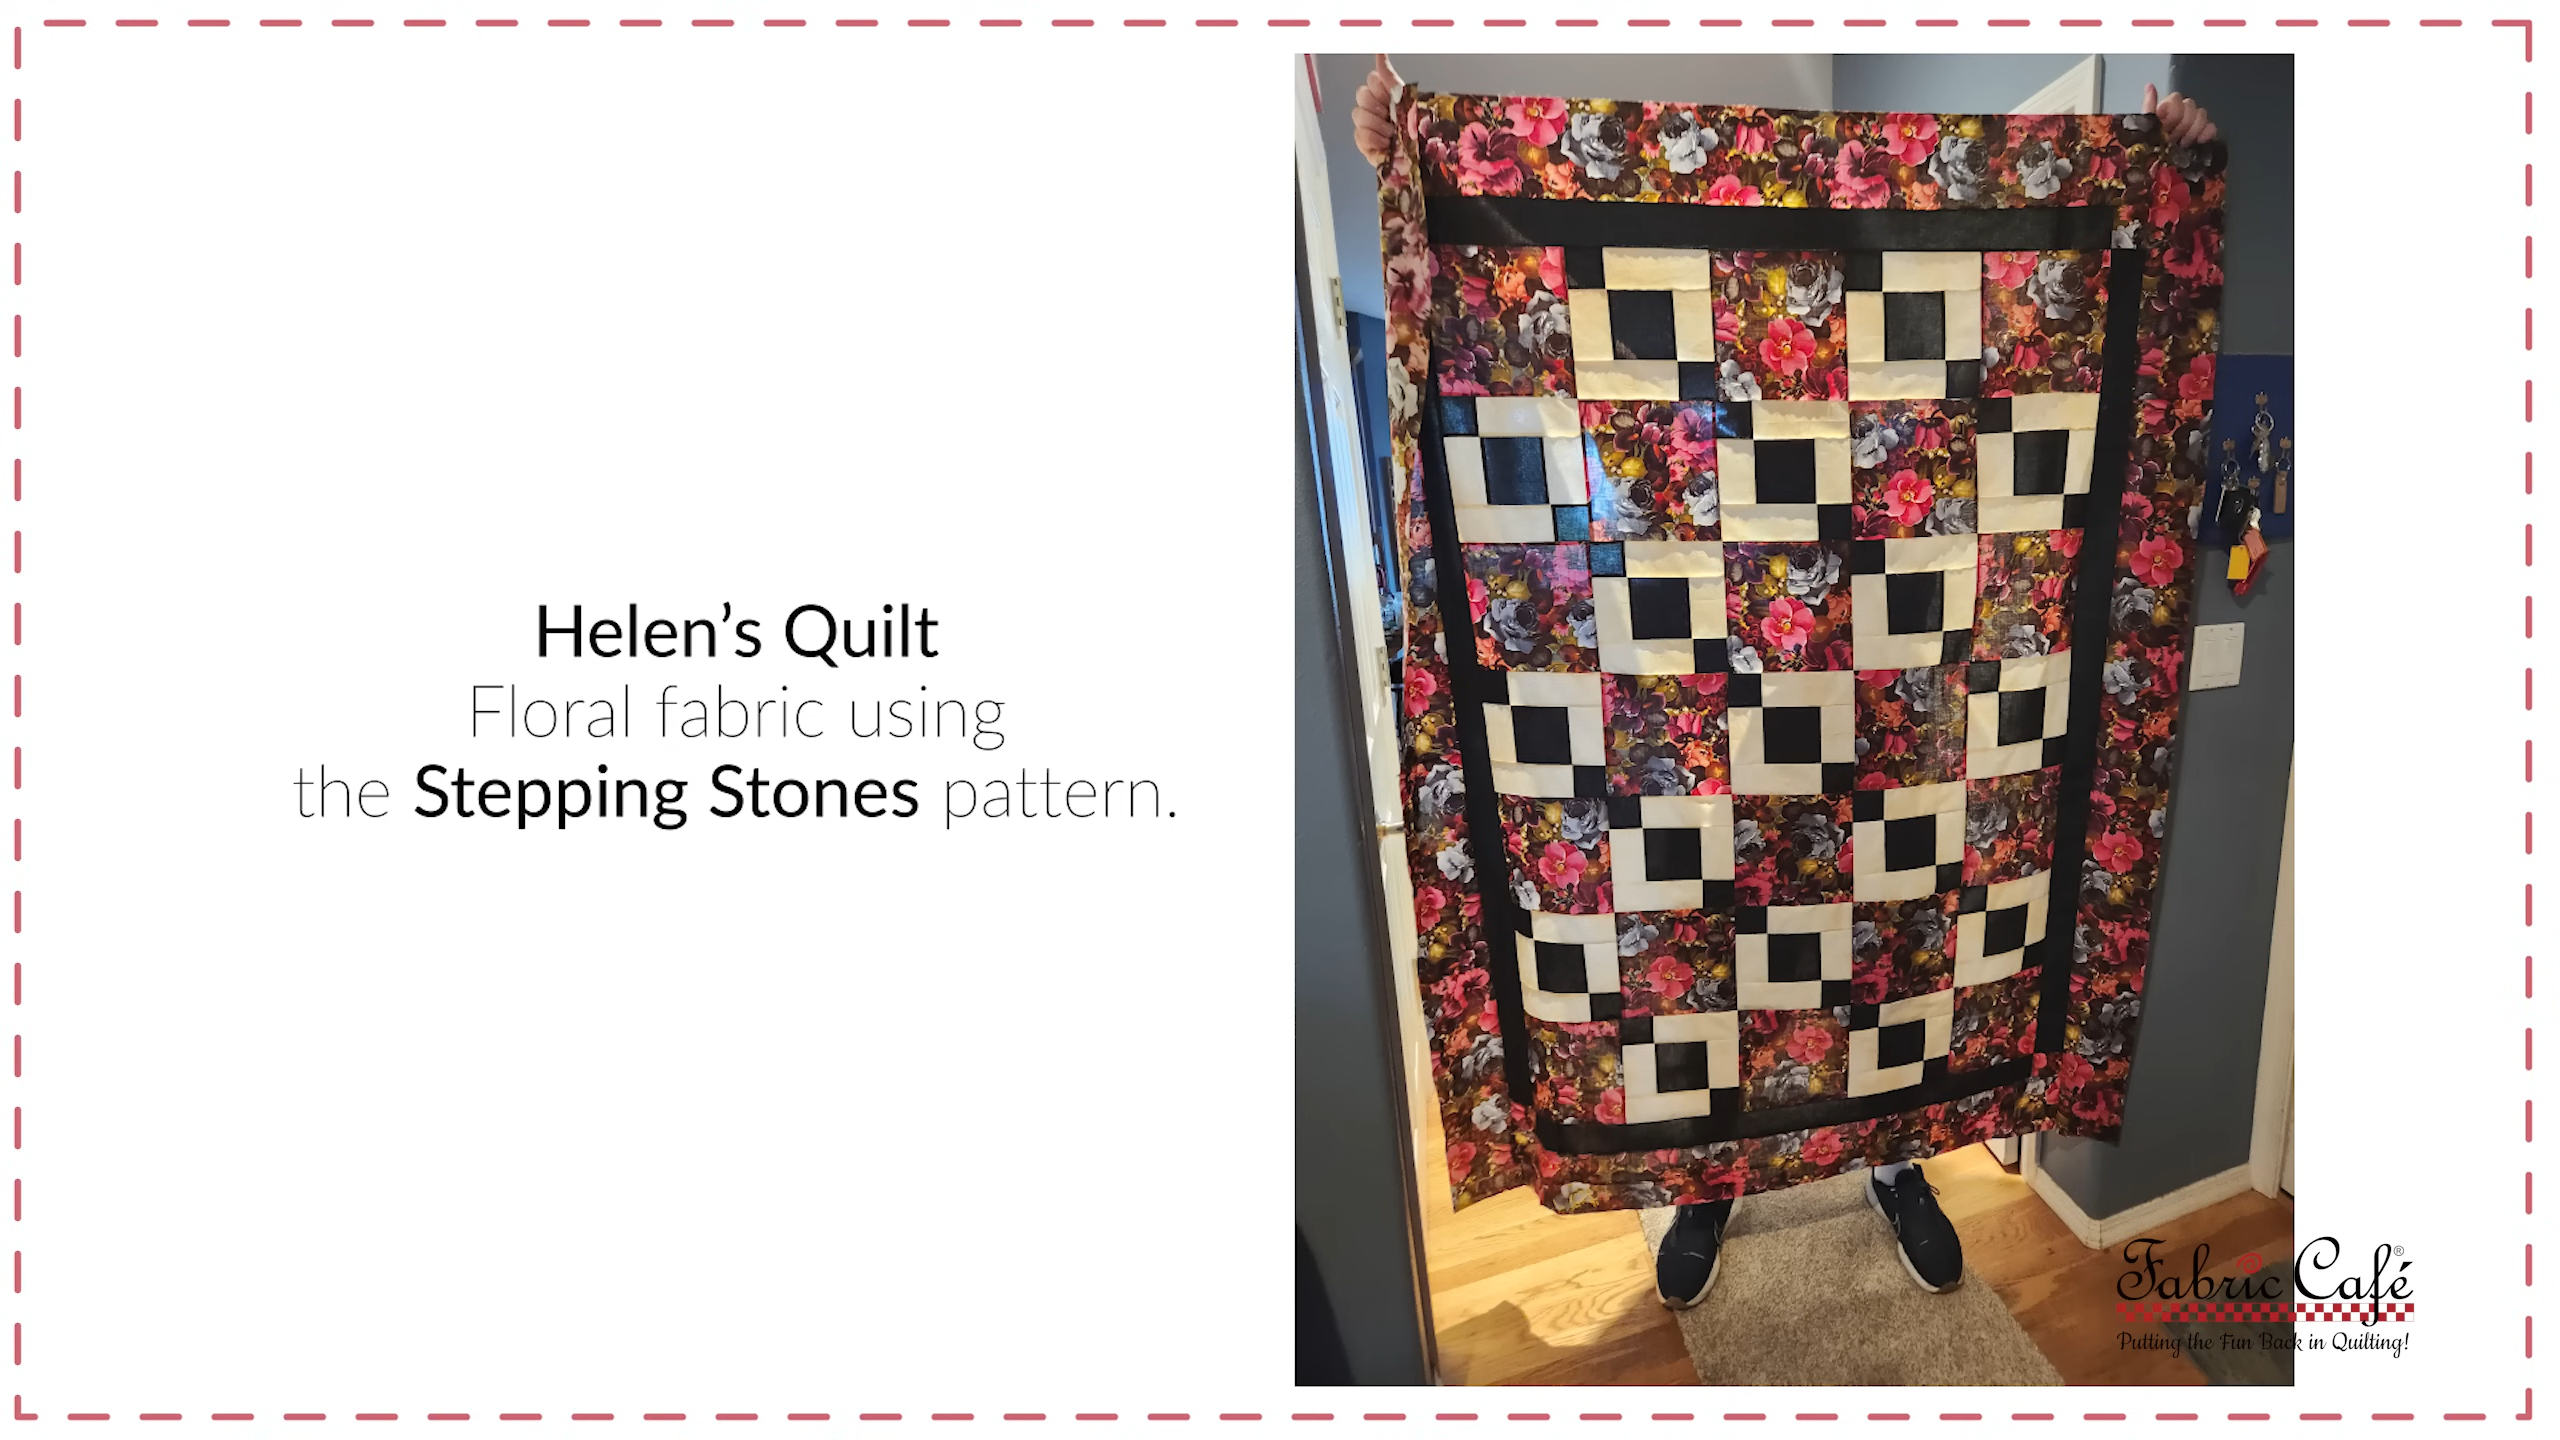 Helen’s Quilt
Floral fabric using
the Stepping Stones pattern.
Fabric Café®
Putting the Fun Back in Quilting!